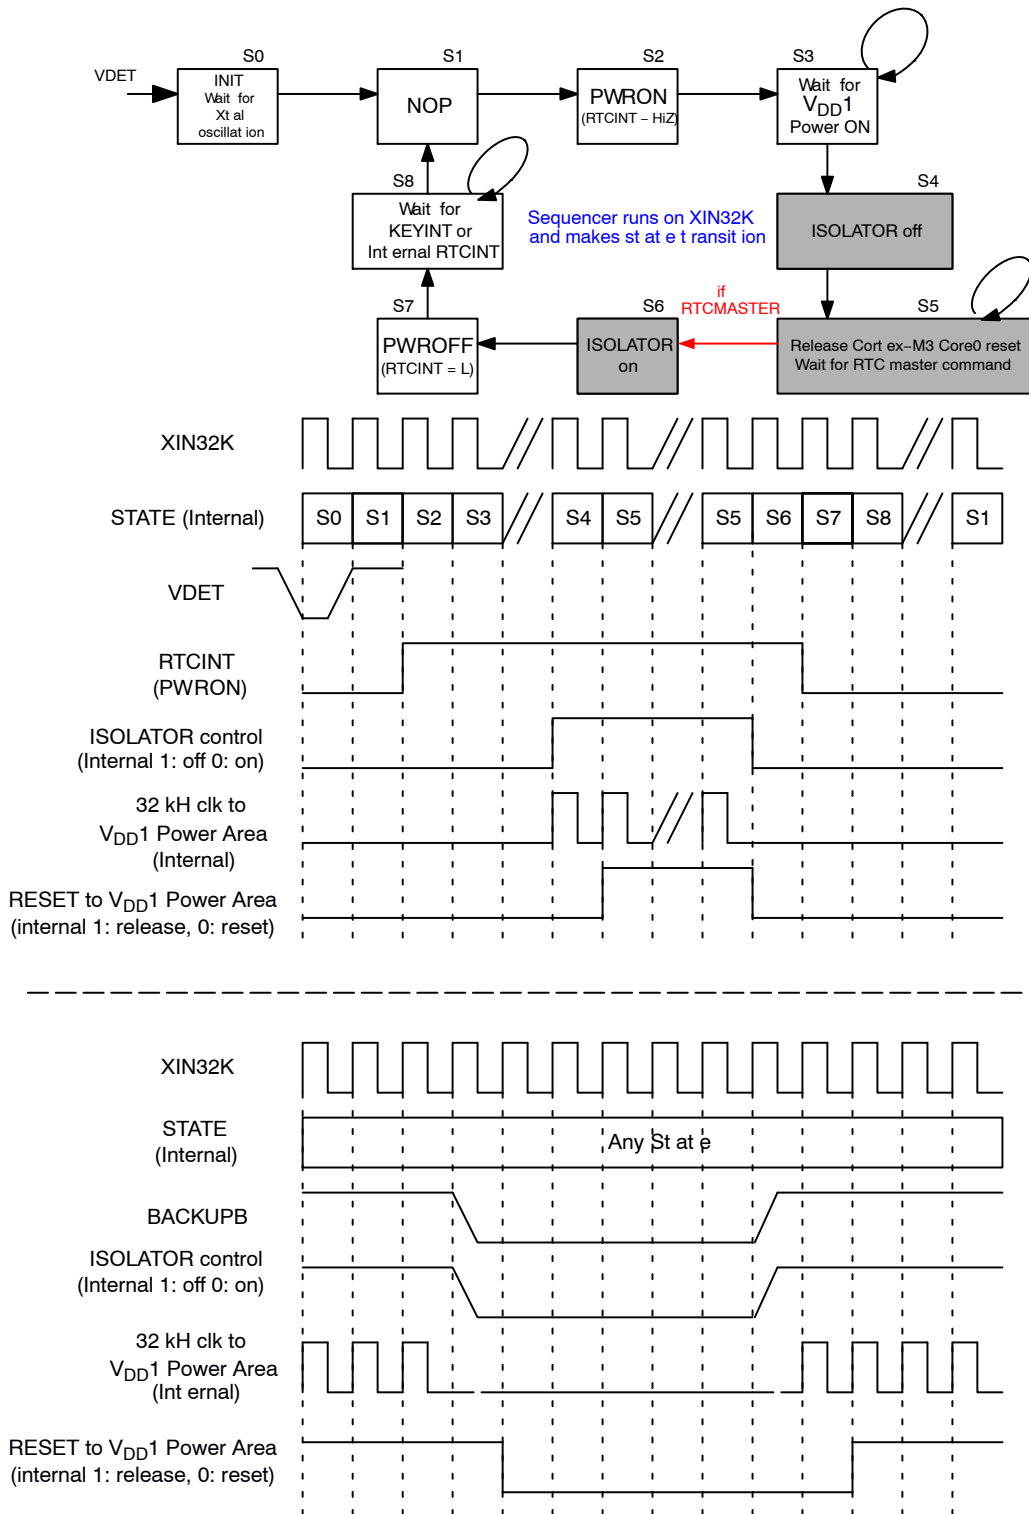 S0
S1
S2
S3
VDET
INIT
Wait for
Xt al
oscillat ion
NOP
PWRON
(RTCINT − HiZ)
Wait for
VDD1
Power ON
S8
S4
Wait for
KEYINT or
Int ernal RTCINT
Sequencer runs on XIN32K
and makes st at e t ransit ion
ISOLATOR off
S7
S6
if
RTCMASTER
S5
PWROFF
(RTCINT = L)
ISOLATOR
on
Release Cort ex−M3 Core0 reset
Wait for RTC master command
XIN32K
STATE (Internal)
S0 S1 S2 S3 S4 S5 S5 S6 S7 S8 S1
VDET
RTCINT
(PWRON)
ISOLATOR control
(Internal 1: off 0: on)
32 kH clk to
VDD1 Power Area
(Internal)
RESET to VDD1 Power Area
(internal 1: release, 0: reset)
XIN32K
STATE
(Internal)
Any St at e
BACKUPB
ISOLATOR control
(Internal 1: off 0: on)
32 kH clk to
VDD1 Power Area
(Int ernal)
RESET to VDD1 Power Area
(internal 1: release, 0: reset)